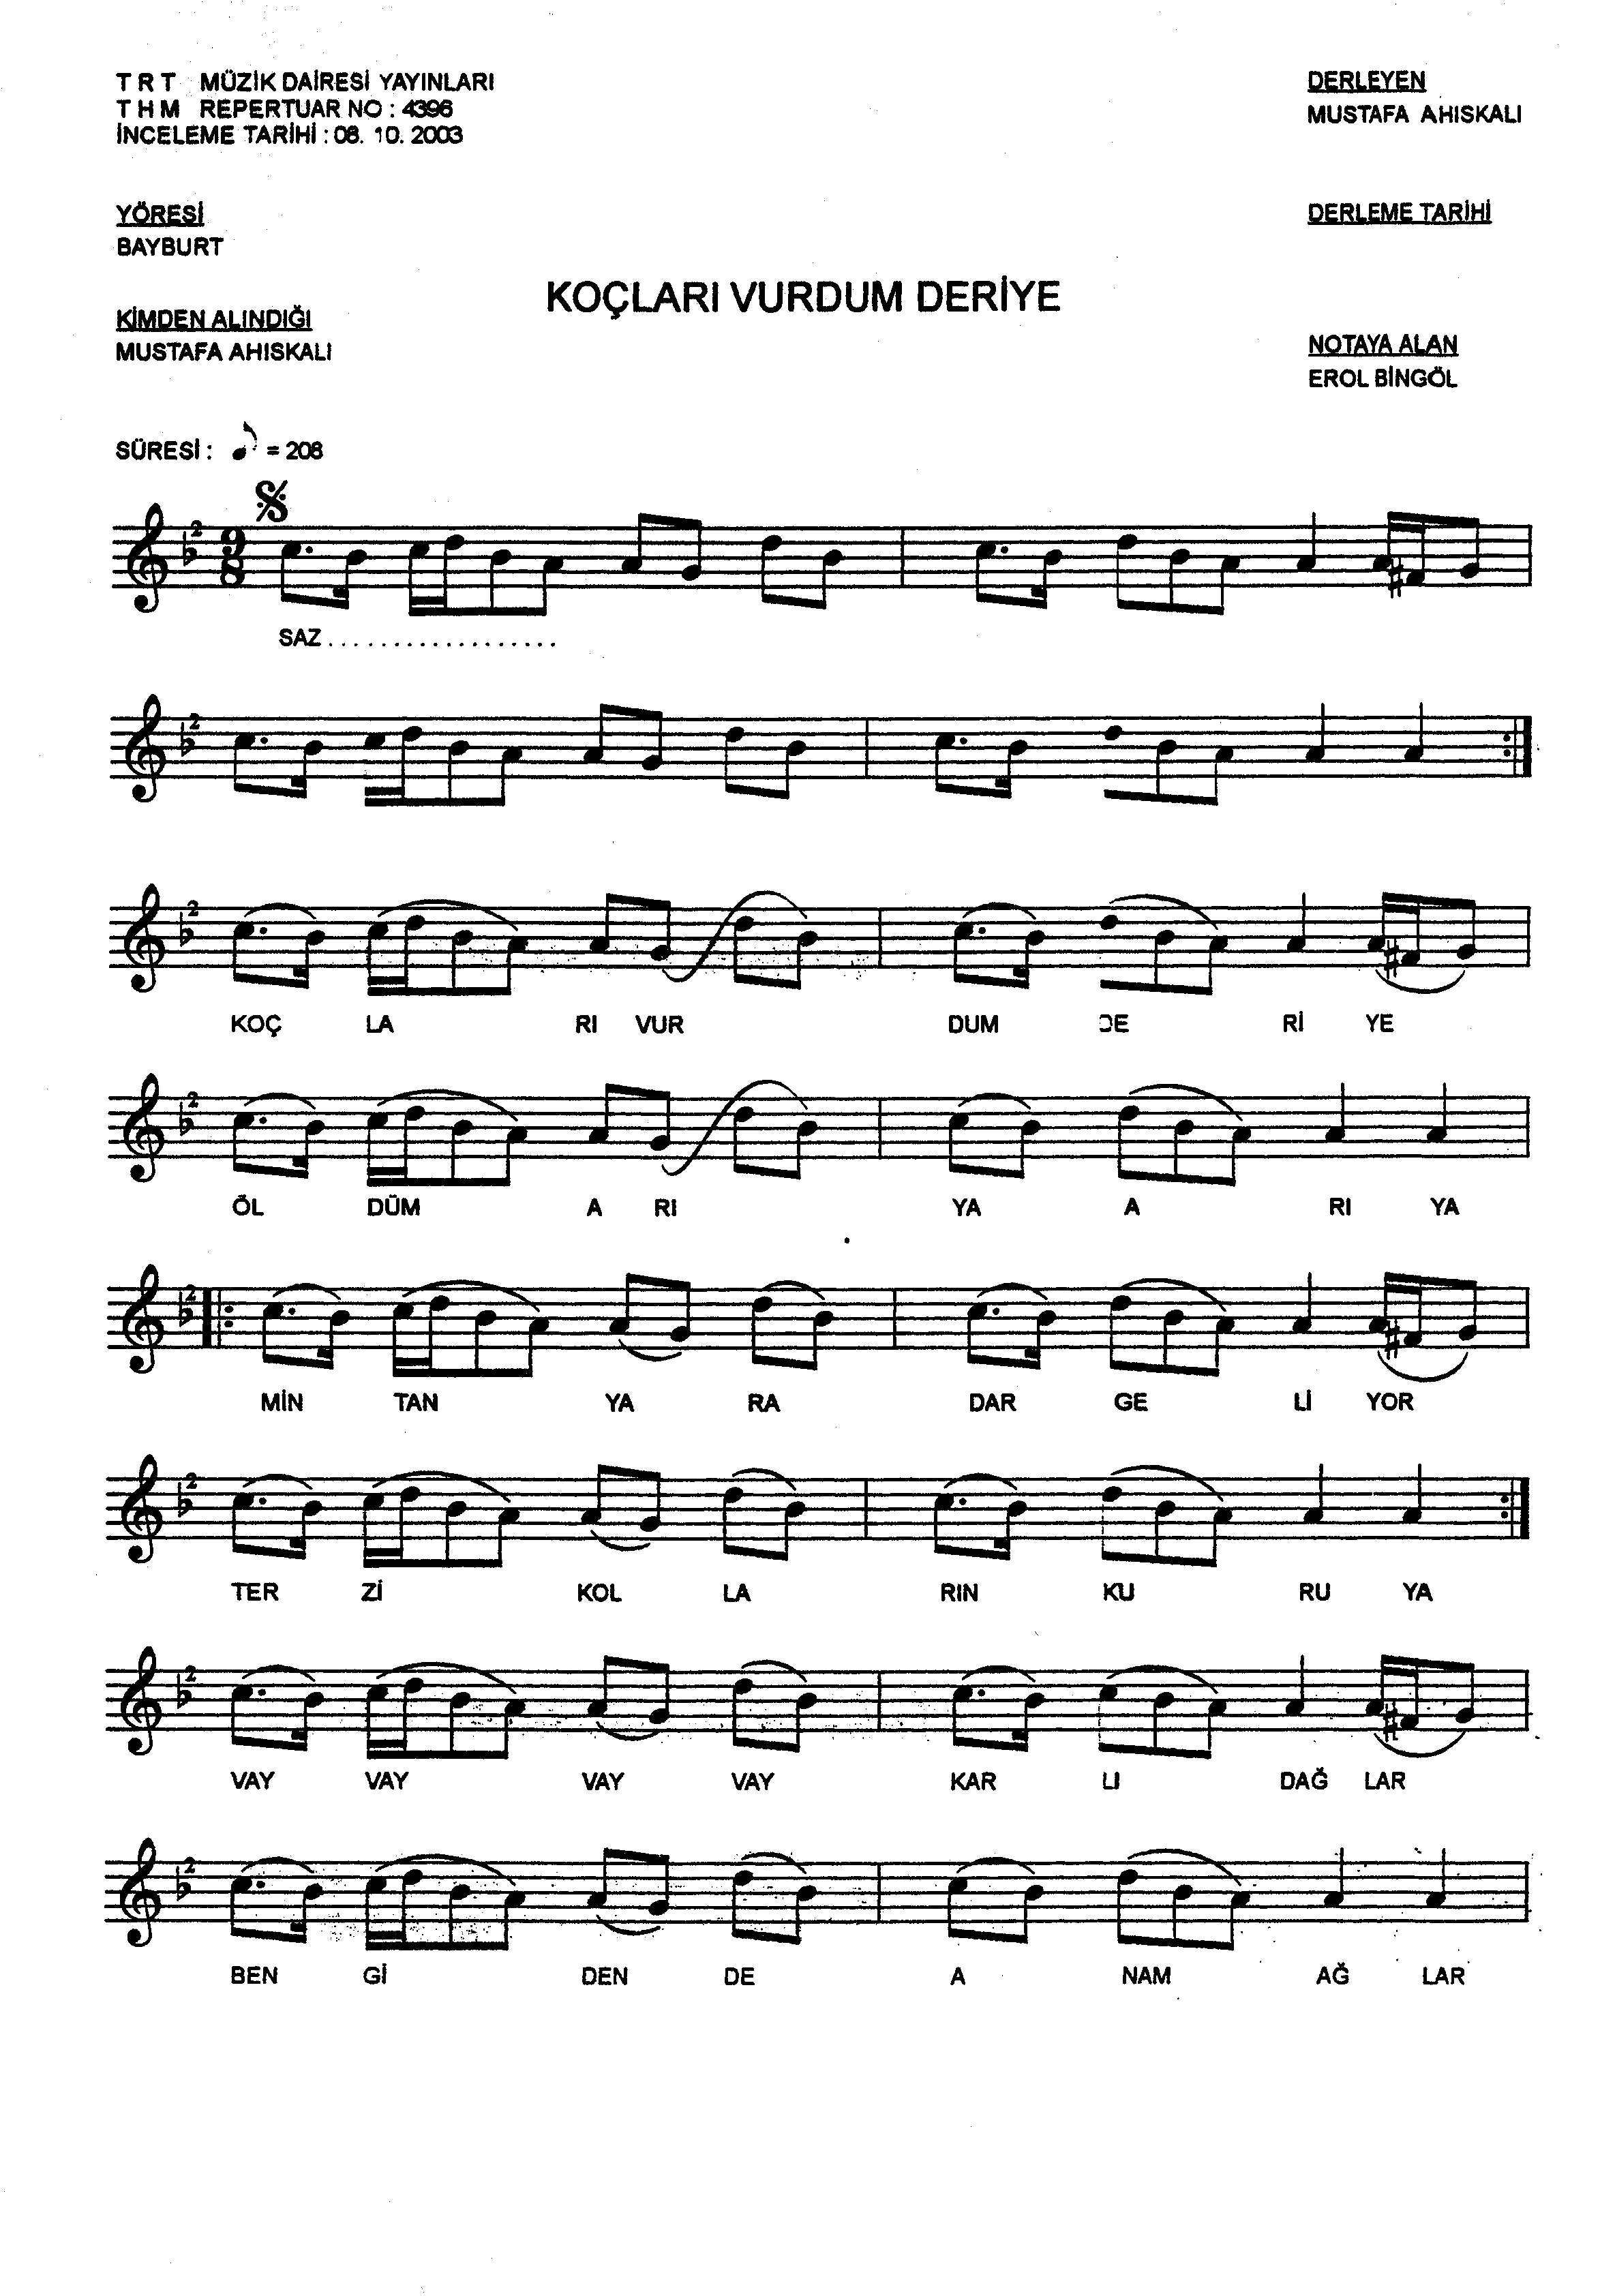 T R T MÜZİK DAİRESİ YAYINLARI
T H M REPERTUAR NO : 4396
İNCELEME TARİHİ : 08. 10. 2003
DERLEYEN
MUSTAFA AHISKALI
YÖRESİ
BAYBURT
DERLEME TARİHİ
KOÇLARI VURDUM DERİYE
KİMDEN ALINDIĞI
MUSTAFA AHISKALI
NOTAYA ALAN
EROL BİNGÖL
SÜRESİ : ♪ = 208
SAZ . . . . . . . . . . . . . . . . . .
KOÇ LA RI VUR DUM DE Rİ YE
ÖL DÜM A RI YA A RI YA
MİN TAN YA RA DAR GE Lİ YOR
TER Zİ KOL LA RIN KU RU YA
VAY VAY VAY VAY KAR LI DAĞ LAR
BEN Gİ DEN DE A NAM AĞ LAR